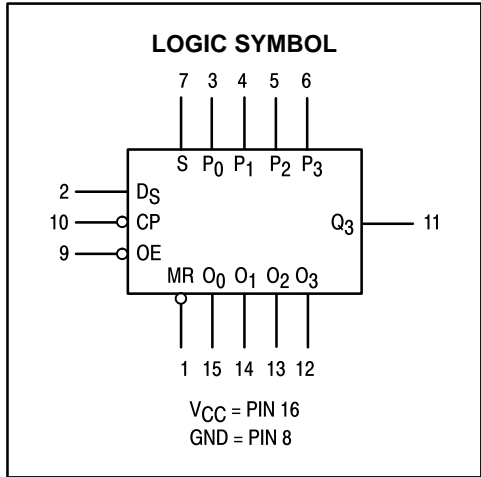 LOGIC SYMBOL
7 3 4 5 6
S P0 P1 P2 P3
2 DS
10 CP
Q3 11
9 OE
MR O0 O1 O2 O3
1 15 14 13 12
VCC = PIN 16
GND = PIN 8